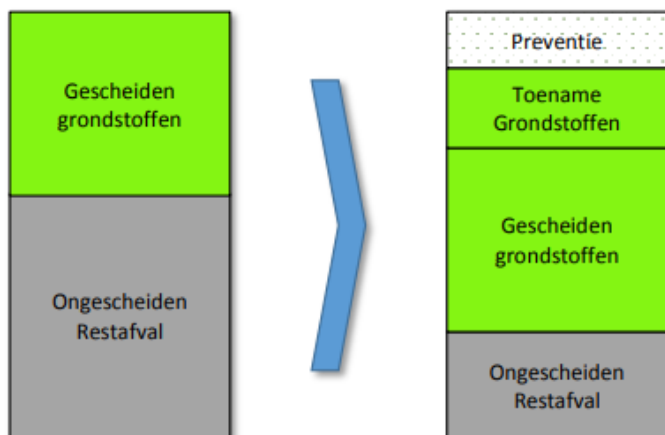 Gescheiden
grondstoffen
Ongescheiden
Restafval
Preventie
Toename
Grondstoffen
Gescheiden
grondstoffen
Ongescheiden
Restafval